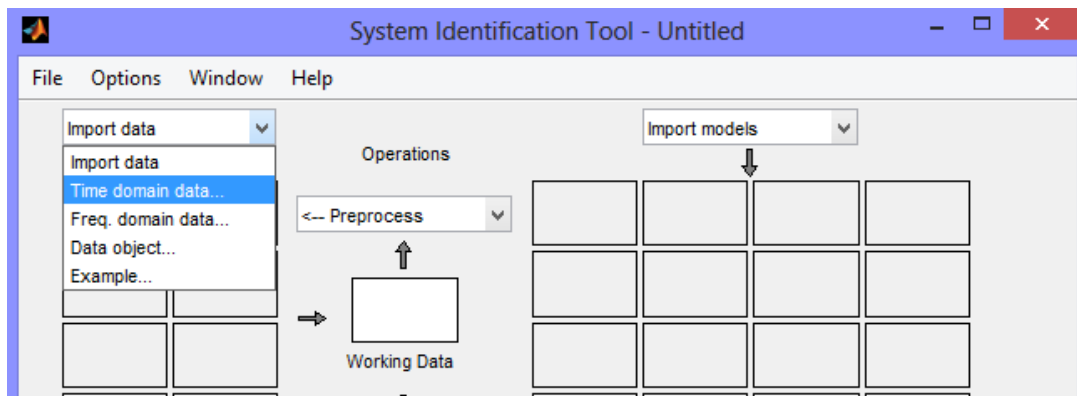 System Identification Tool - Untitled
File Options Window Help
Import data
Import models
Operations
Import data
Time domain data...
Freq. domain data...
Data object...
Example...
<-- Preprocess
Working Data